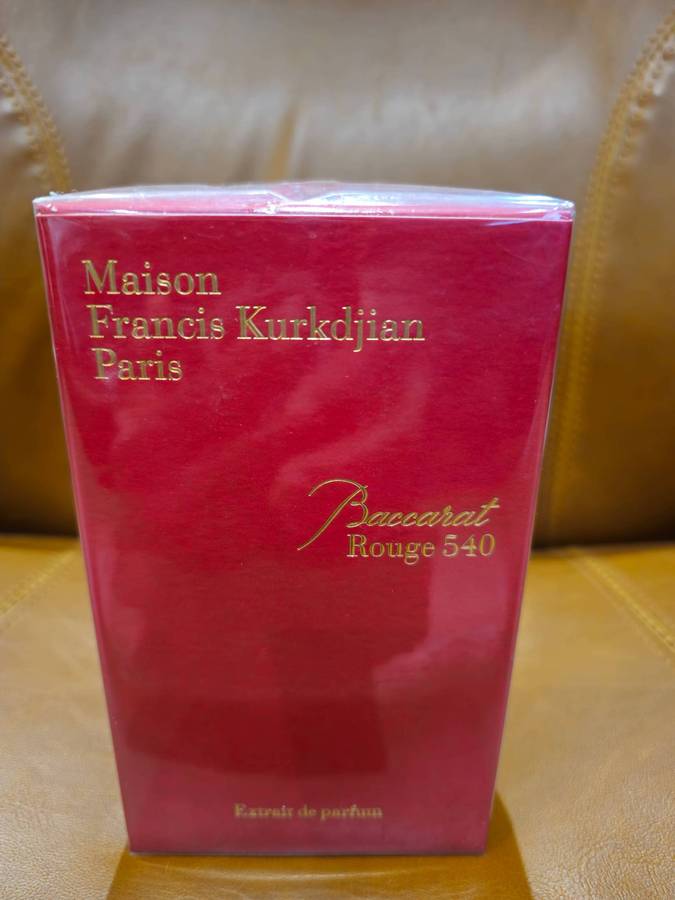 Maison
Francis Kurkdjian
Paris
Baccarat
Rouge 540
Extrait de parfum